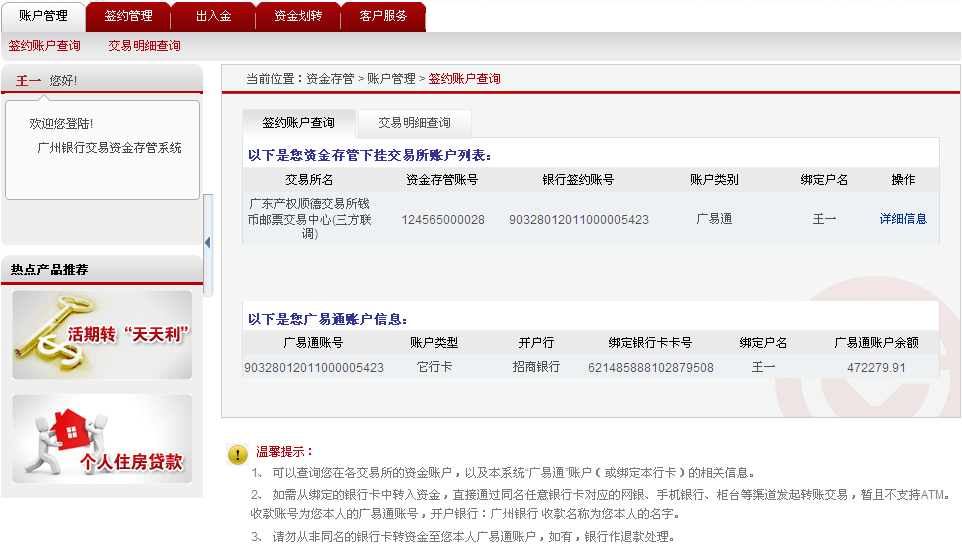 账户管理 签约管理 出入金 资金划转 客户服务
签约账户查询 交易明细查询
王一 您好!
欢迎您登陆!
广州银行交易资金存管系统
热点产品推荐
活期转“天天利”
个人住房贷款
当前位置：资金存管 > 账户管理 > 签约账户查询
签约账户查询 交易明细查询
以下是您资金存管下挂交易所账户列表：
交易所名 资金存管账号 银行签约账号 账户类别 绑定户名 操作
广东产权顺德交易所钱
币邮票交易中心(三方联
调) 124565000028 90328012011000005423 广易通 王一 详细信息
以下是您广易通账户信息：
广易通账号 账户类型 开户行 绑定银行卡卡号 绑定户名 广易通账户余额
90328012011000005423 它行卡 招商银行 621485888102879508 王一 472279.91
温馨提示：
1、 可以查询您在各交易所的资金账户，以及本系统“广易通”账户（或绑定本行卡）的相关信息。
2、 如需从绑定的银行卡中转入资金，直接通过同名任意银行卡对应的网银、手机银行、柜台等渠道发起转账交易，暂且不支持ATM。
收款账号为您本人的广易通账号，开户银行：广州银行 收款名称为您本人的名字。
3、 请勿从非同名的银行卡转资金至您本人广易通账户，如有，银行作退款处理。